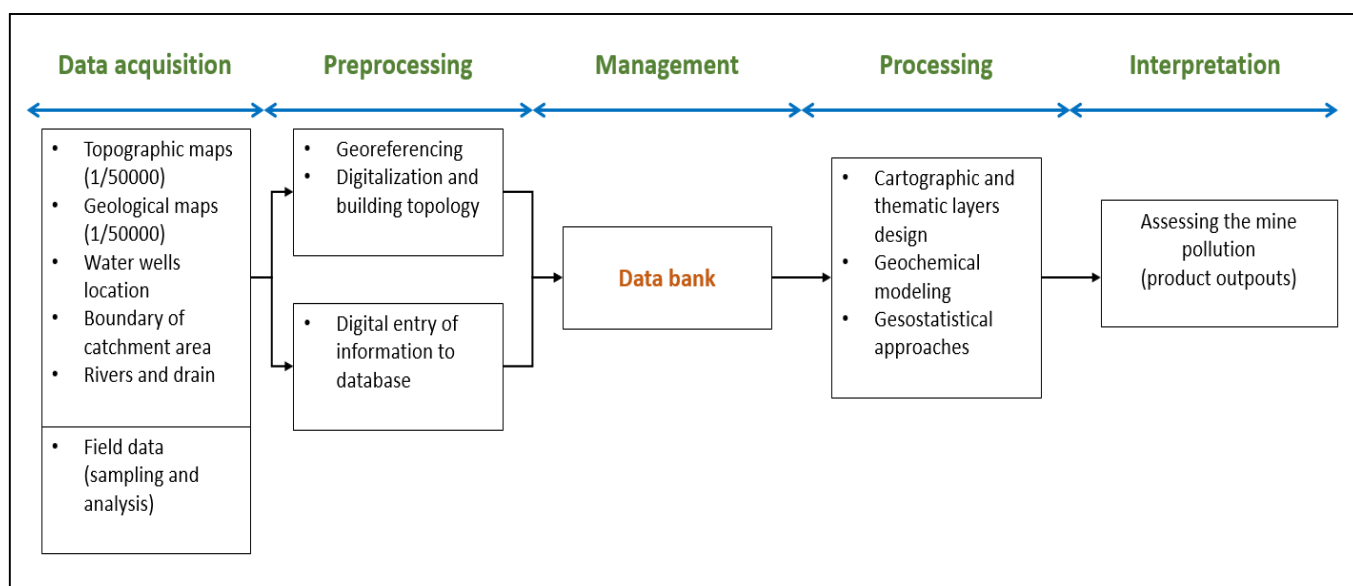 Data acquisition
Preprocessing
Management
Processing
Interpretation
• Topographic maps
(1/50000)
• Geological maps
(1/50000)
• Water wells
location
• Boundary of
catchment area
• Rivers and drain
• Field data
(sampling and
analysis)
• Georeferencing
• Digitalization and
building topology
• Digital entry of
information to
database
Data bank
• Cartographic and
thematic layers
design
• Geochemical
modeling
• Gesostatistical
approaches
Assessing the mine
pollution
(product outpouts)